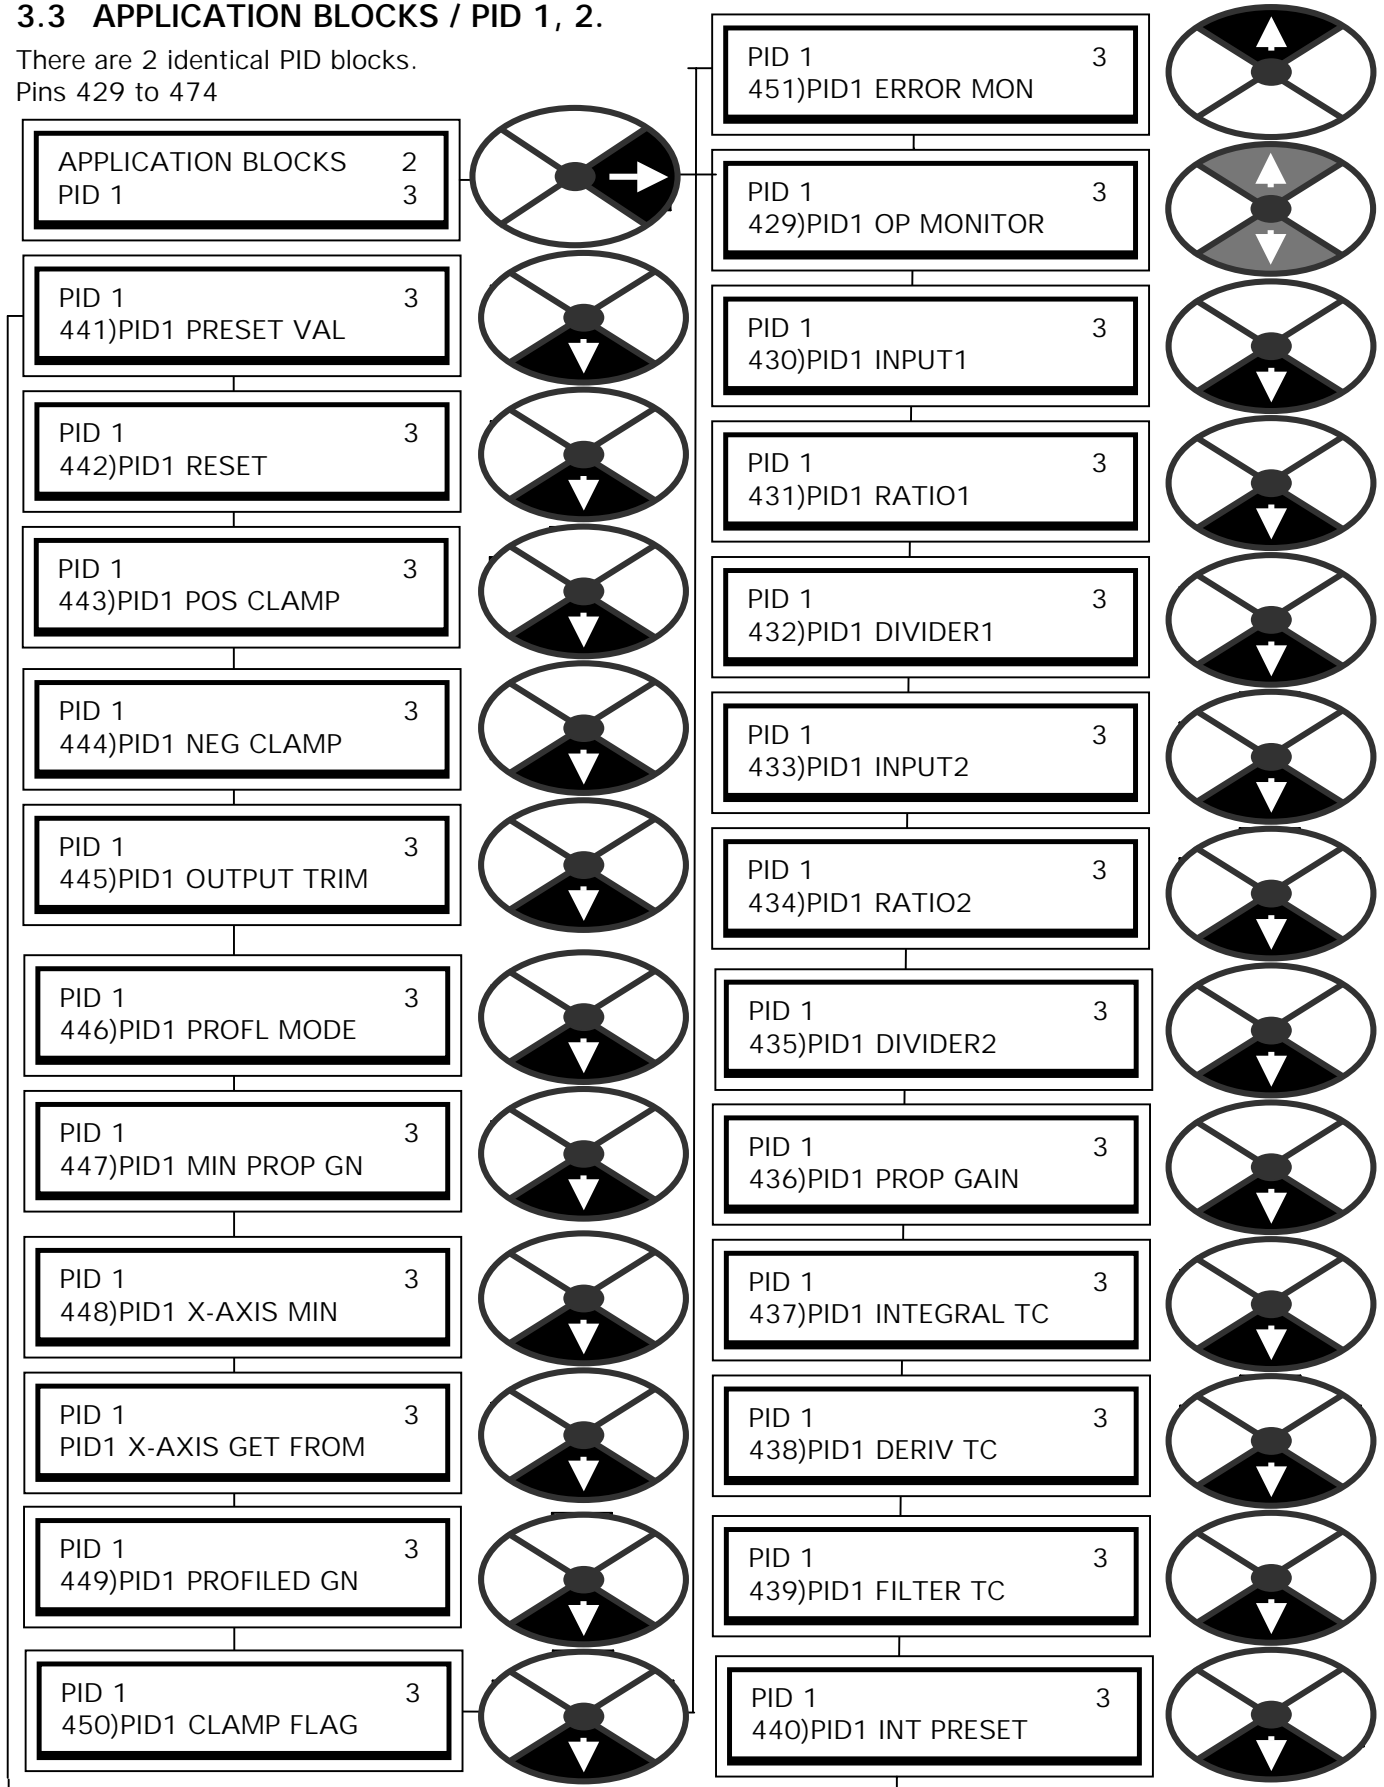 3.3 APPLICATION BLOCKS / PID 1, 2.
There are 2 identical PID blocks.
Pins 429 to 474
APPLICATION BLOCKS 2
PID 1 3
PID 1 3
441)PID1 PRESET VAL
PID 1 3
442)PID1 RESET
PID 1 3
443)PID1 POS CLAMP
PID 1 3
444)PID1 NEG CLAMP
PID 1 3
445)PID1 OUTPUT TRIM
PID 1 3
446)PID1 PROFL MODE
PID 1 3
447)PID1 MIN PROP GN
PID 1 3
448)PID1 X-AXIS MIN
PID 1 3
PID1 X-AXIS GET FROM
PID 1 3
449)PID1 PROFILED GN
PID 1 3
450)PID1 CLAMP FLAG
PID 1 3
451)PID1 ERROR MON
PID 1 3
429)PID1 OP MONITOR
PID 1 3
430)PID1 INPUT1
PID 1 3
431)PID1 RATIO1
PID 1 3
432)PID1 DIVIDER1
PID 1 3
433)PID1 INPUT2
PID 1 3
434)PID1 RATIO2
PID 1 3
435)PID1 DIVIDER2
PID 1 3
436)PID1 PROP GAIN
PID 1 3
437)PID1 INTEGRAL TC
PID 1 3
438)PID1 DERIV TC
PID 1 3
439)PID1 FILTER TC
PID 1 3
440)PID1 INT PRESET